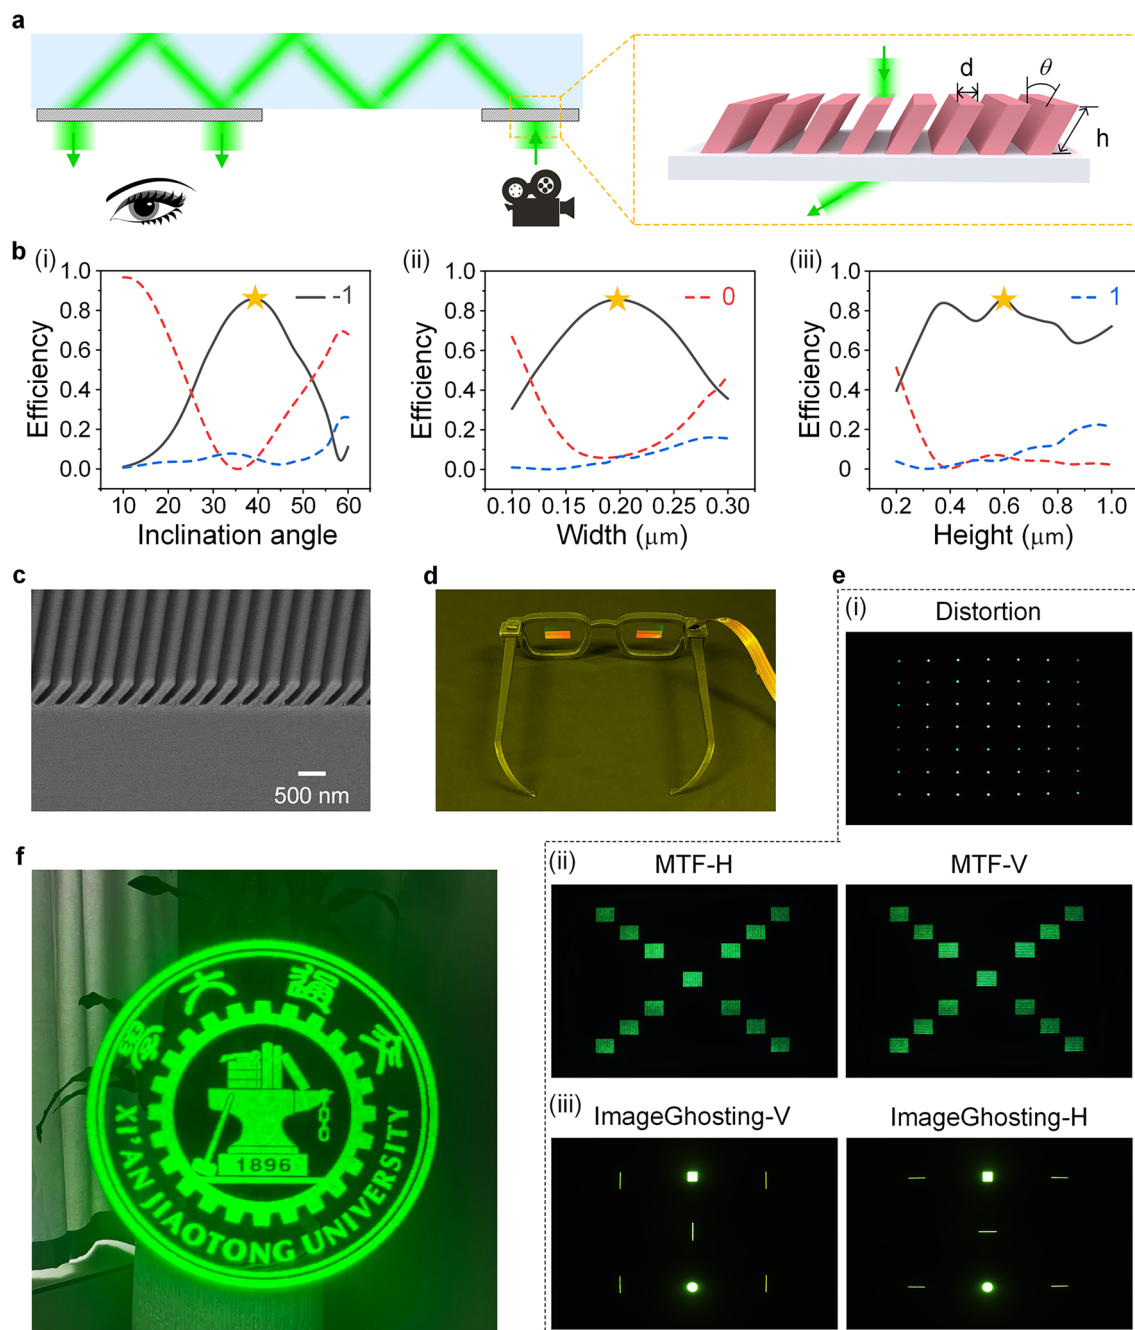 a
d
θ
h
b
(i)
1.0
0.8
0.6
0.4
0.2
0.0
Efficiency
-1
10 20 30 40 50 60
Inclination angle
(ii)
1.0
0.8
0.6
0.4
0.2
0.0
Efficiency
0
0.10 0.15 0.20 0.25 0.30
Width (μm)
(iii)
1.0
0.8
0.6
0.4
0.2
0
Efficiency
1
0.2 0.4 0.6 0.8 1.0
Height (μm)
c
500 nm
d
e
(i)
Distortion
(ii)
MTF-H
MTF-V
(iii)
ImageGhosting-V
ImageGhosting-H
f
1896
XI'AN JIAOTONG UNIVERSITY